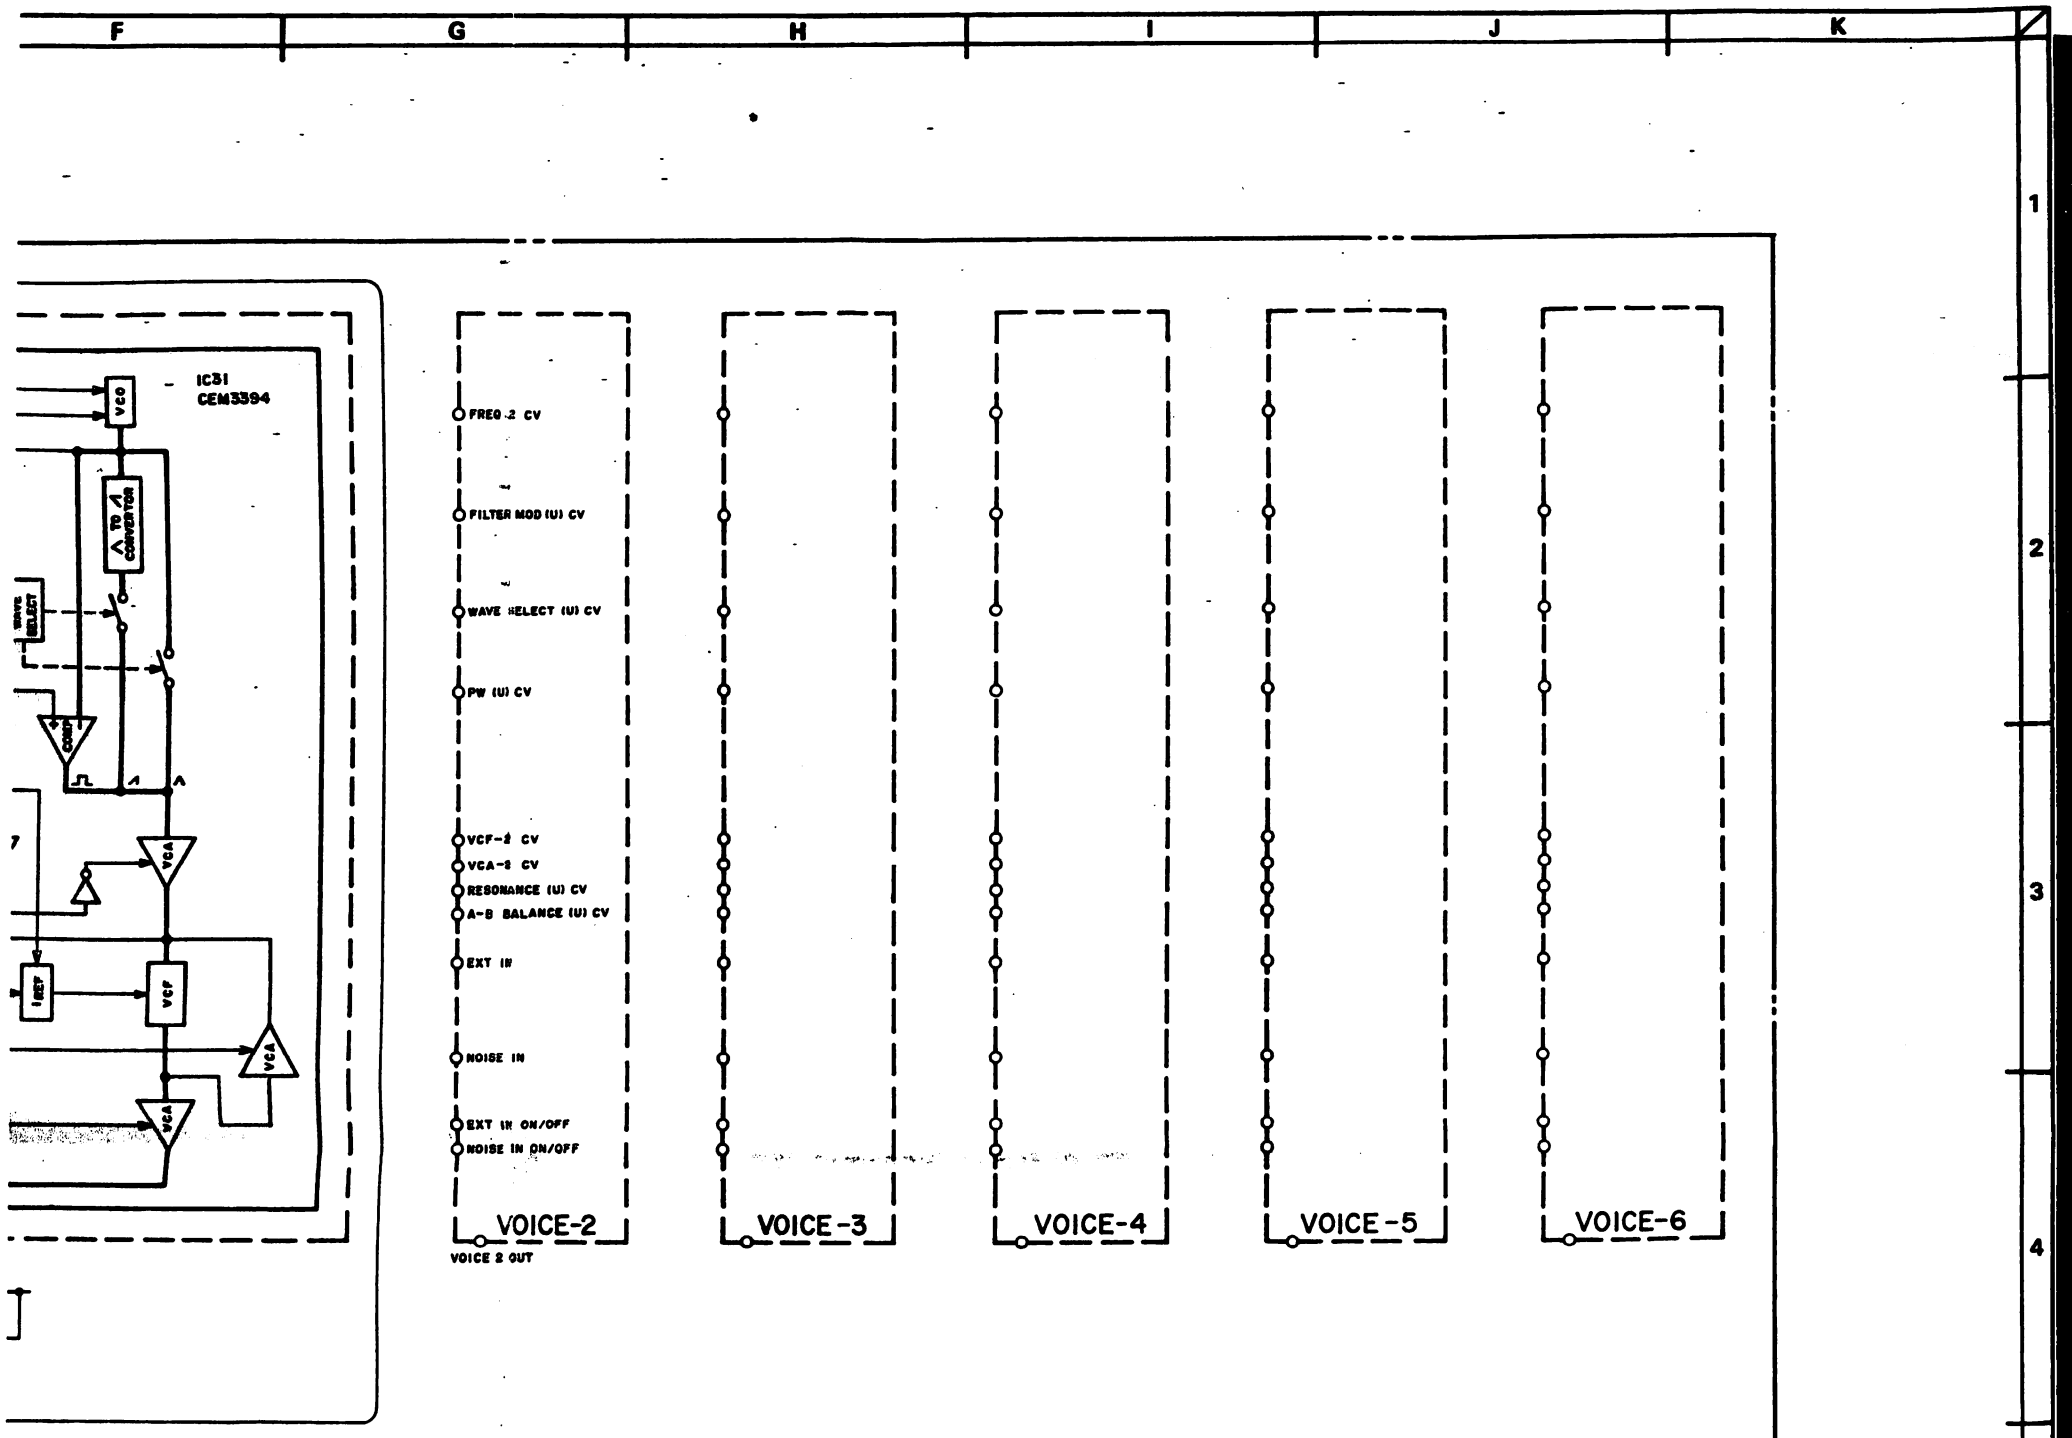 F G H I J K
1
IC31
CEM3394
VCO
FREQ-2 CV
Λ TO
CONVERTOR
FILTER MOD (U) CV
2
WAVE
SELECT
WAVE SELECT (U) CV
PW (U) CV
COMP
7
VCA
VCF-2 CV
VCA-2 CV
RESONANCE (U) CV
3
A-B BALANCE (U) CV
EXT IN
I REF
VCF
VCA
NOISE IN
VCA
EXT IN ON/OFF
NOISE IN ON/OFF
VOICE-2
VOICE-3
VOICE-4
VOICE-5
VOICE-6
4
VOICE 2 OUT